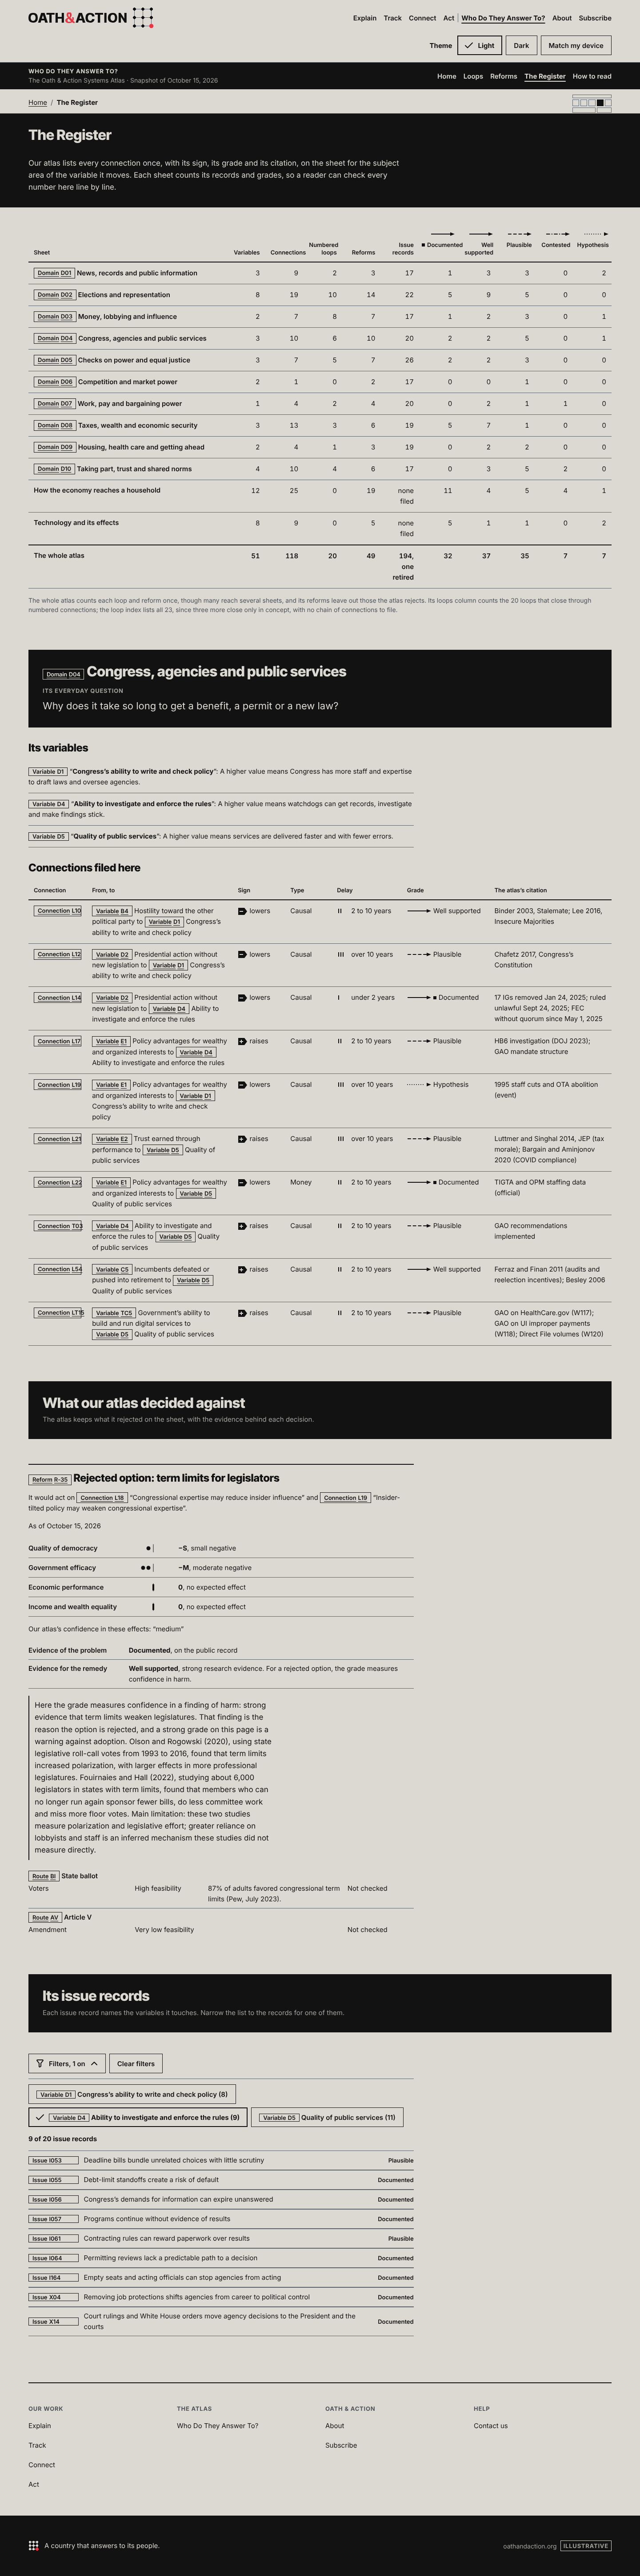 OATH&ACTION
Explain Track Connect Act Who Do They Answer To? About Subscribe
Theme Light Dark Match my device
WHO DO THEY ANSWER TO?
The Oath & Action Systems Atlas · Snapshot of October 15, 2026
Home Loops Reforms The Register How to read
Home / The Register
The Register
Our atlas lists every connection once, with its sign, its grade and its citation, on the sheet for the subject
area of the variable it moves. Each sheet counts its records and grades, so a reader can check every
number here line by line.
Sheet Variables Connections Numbered loops Reforms Issue records Documented Well supported Plausible Contested Hypothesis
Domain D01 News, records and public information 3 9 2 3 17 1 3 3 0 2
Domain D02 Elections and representation 8 19 10 14 22 5 9 5 0 0
Domain D03 Money, lobbying and influence 2 7 8 7 17 1 2 3 0 1
Domain D04 Congress, agencies and public services 3 10 6 10 20 2 2 5 0 1
Domain D05 Checks on power and equal justice 3 7 5 7 26 2 2 3 0 0
Domain D06 Competition and market power 2 1 0 2 17 0 0 1 0 0
Domain D07 Work, pay and bargaining power 1 4 2 4 20 0 2 1 1 0
Domain D08 Taxes, wealth and economic security 3 13 3 6 19 5 7 1 0 0
Domain D09 Housing, health care and getting ahead 2 4 1 3 19 0 2 2 0 0
Domain D10 Taking part, trust and shared norms 4 10 4 6 17 0 3 5 2 0
How the economy reaches a household 12 25 0 19 none filed 11 4 5 4 1
Technology and its effects 8 9 0 5 none filed 5 1 1 0 2
The whole atlas 51 118 20 49 194, one retired 32 37 35 7 7
The whole atlas counts each loop and reform once, though many reach several sheets, and its reforms leave out those the atlas rejects. Its loops column counts the 20 loops that close through
numbered connections; the loop index lists all 23, since three more close only in concept, with no chain of connections to file.
Domain D04 Congress, agencies and public services
ITS EVERYDAY QUESTION
Why does it take so long to get a benefit, a permit or a new law?
Its variables
Variable D1 “Congress’s ability to write and check policy”: A higher value means Congress has more staff and expertise
to draft laws and oversee agencies.
Variable D4 “Ability to investigate and enforce the rules”: A higher value means watchdogs can get records, investigate
and make findings stick.
Variable D5 “Quality of public services”: A higher value means services are delivered faster and with fewer errors.
Connections filed here
Connection From, to Sign Type Delay Grade The atlas’s citation
Connection L10 Variable B4 Hostility toward the other political party to Variable D1 Congress’s ability to write and check policy lowers Causal 2 to 10 years Well supported Binder 2003, Stalemate; Lee 2016, Insecure Majorities
Connection L12 Variable D2 Presidential action without new legislation to Variable D1 Congress’s ability to write and check policy lowers Causal over 10 years Plausible Chafetz 2017, Congress’s Constitution
Connection L14 Variable D2 Presidential action without new legislation to Variable D4 Ability to investigate and enforce the rules lowers Causal under 2 years Documented 17 IGs removed Jan 24, 2025; ruled unlawful Sept 24, 2025; FEC without quorum since May 1, 2025
Connection L17 Variable E1 Policy advantages for wealthy and organized interests to Variable D4 Ability to investigate and enforce the rules raises Causal 2 to 10 years Plausible HB6 investigation (DOJ 2023); GAO mandate structure
Connection L19 Variable E1 Policy advantages for wealthy and organized interests to Variable D1 Congress’s ability to write and check policy lowers Causal over 10 years Hypothesis 1995 staff cuts and OTA abolition (event)
Connection L21 Variable E2 Trust earned through performance to Variable D5 Quality of public services raises Causal over 10 years Plausible Luttmer and Singhal 2014, JEP (tax morale); Bargain and Aminjonov 2020 (COVID compliance)
Connection L22 Variable E1 Policy advantages for wealthy and organized interests to Variable D5 Quality of public services lowers Money 2 to 10 years Documented TIGTA and OPM staffing data (official)
Connection T03 Variable D4 Ability to investigate and enforce the rules to Variable D5 Quality of public services raises Causal 2 to 10 years Plausible GAO recommendations implemented
Connection L54 Variable C5 Incumbents defeated or pushed into retirement to Variable D5 Quality of public services raises Causal 2 to 10 years Well supported Ferraz and Finan 2011 (audits and reelection incentives); Besley 2006
Connection LT15 Variable TC5 Government’s ability to build and run digital services to Variable D5 Quality of public services raises Causal 2 to 10 years Plausible GAO on HealthCare.gov (W117); GAO on UI improper payments (W118); Direct File volumes (W120)
What our atlas decided against
The atlas keeps what it rejected on the sheet, with the evidence behind each decision.
Reform R-35 Rejected option: term limits for legislators
It would act on Connection L18 “Congressional expertise may reduce insider influence” and Connection L19 “Insider-
tilted policy may weaken congressional expertise”.
As of October 15, 2026
Quality of democracy −S, small negative
Government efficacy −M, moderate negative
Economic performance 0, no expected effect
Income and wealth equality 0, no expected effect
Our atlas’s confidence in these effects: “medium”
Evidence of the problem Documented, on the public record
Evidence for the remedy Well supported, strong research evidence. For a rejected option, the grade measures
confidence in harm.
Here the grade measures confidence in a finding of harm: strong
evidence that term limits weaken legislatures. That finding is the
reason the option is rejected, and a strong grade on this page is a
warning against adoption. Olson and Rogowski (2020), using state
legislative roll-call votes from 1993 to 2016, found that term limits
increased polarization, with larger effects in more professional
legislatures. Fouirnaies and Hall (2022), studying about 6,000
legislators in states with term limits, found that members who can
no longer run again sponsor fewer bills, do less committee work
and miss more floor votes. Main limitation: these two studies
measure polarization and legislative effort; greater reliance on
lobbyists and staff is an inferred mechanism these studies did not
measure directly.
Route BI State ballot
Voters High feasibility 87% of adults favored congressional term limits (Pew, July 2023). Not checked
Route AV Article V
Amendment Very low feasibility Not checked
Its issue records
Each issue record names the variables it touches. Narrow the list to the records for one of them.
Filters, 1 on Clear filters
Variable D1 Congress’s ability to write and check policy (8)
Variable D4 Ability to investigate and enforce the rules (9) Variable D5 Quality of public services (11)
9 of 20 issue records
Issue I053 Deadline bills bundle unrelated choices with little scrutiny Plausible
Issue I055 Debt-limit standoffs create a risk of default Documented
Issue I056 Congress’s demands for information can expire unanswered Documented
Issue I057 Programs continue without evidence of results Documented
Issue I061 Contracting rules can reward paperwork over results Plausible
Issue I064 Permitting reviews lack a predictable path to a decision Documented
Issue I164 Empty seats and acting officials can stop agencies from acting Documented
Issue X04 Removing job protections shifts agencies from career to political control Documented
Issue X14 Court rulings and White House orders move agency decisions to the President and the courts Documented
OUR WORK THE ATLAS OATH & ACTION HELP
Explain Who Do They Answer To? About Contact us
Track Subscribe
Connect
Act
A country that answers to its people.
oathandaction.org ILLUSTRATIVE